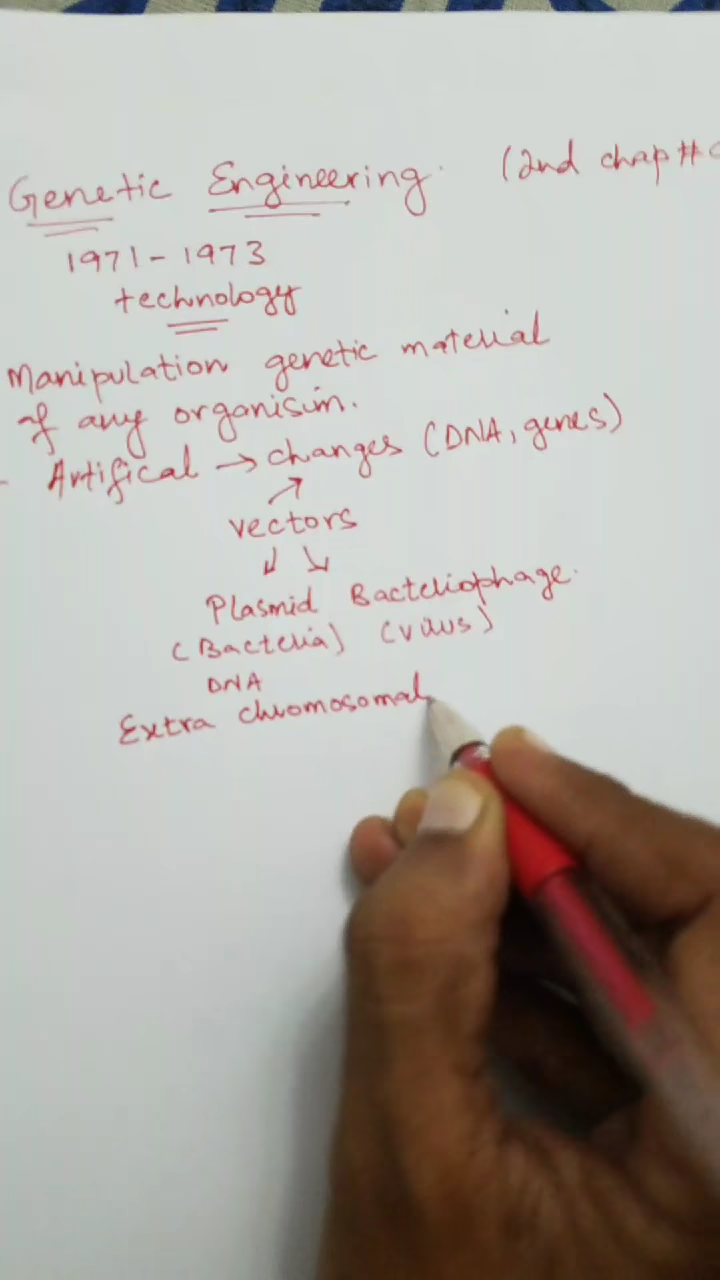 Genetic Engineering. (2nd chap #
1971 - 1973
technology
Manipulation genetic material
of any organisim.
- Artifical → changes (DNA, genes)
vectors
Plasmid Bacteriophage.
(Bacteria) (virus)
DNA
Extra chromosomal